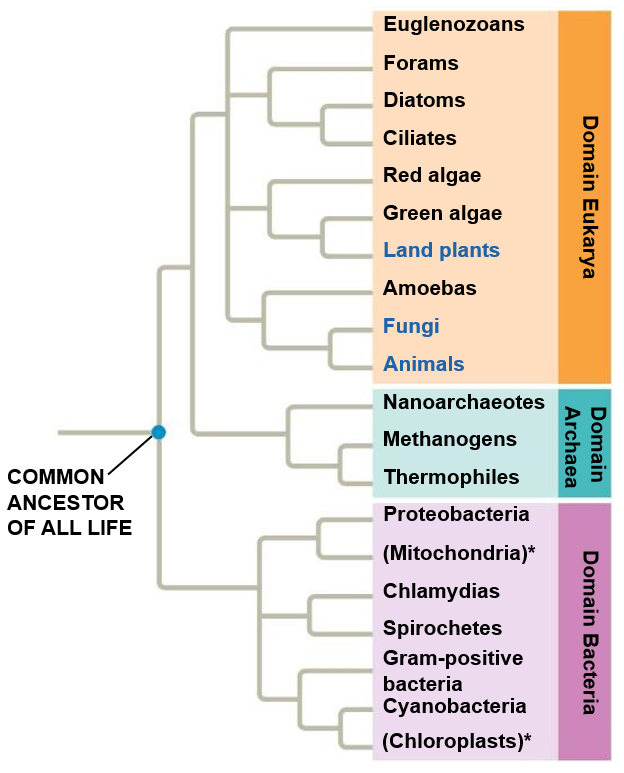 Euglenozoans
Forams
Diatoms
Ciliates
Red algae
Green algae
Land plants
Amoebas
Fungi
Animals
Domain Eukarya
Nanoarchaeotes
Methanogens
Thermophiles
Domain
Archaea
COMMON
ANCESTOR
OF ALL LIFE
Proteobacteria
(Mitochondria)*
Chlamydias
Spirochetes
Gram-positive
bacteria
Cyanobacteria
(Chloroplasts)*
Domain Bacteria